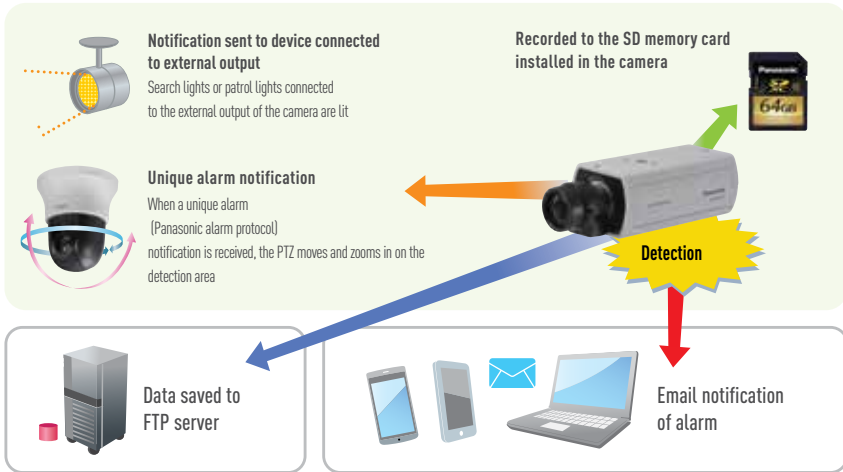 Notification sent to device connected
to external output
Search lights or patrol lights connected
to the external output of the camera are lit
Recorded to the SD memory card
installed in the camera
Panasonic
64GB
Unique alarm notification
When a unique alarm
(Panasonic alarm protocol)
notification is received, the PTZ moves and zooms in on the
detection area
Detection
Data saved to
FTP server
Email notification
of alarm